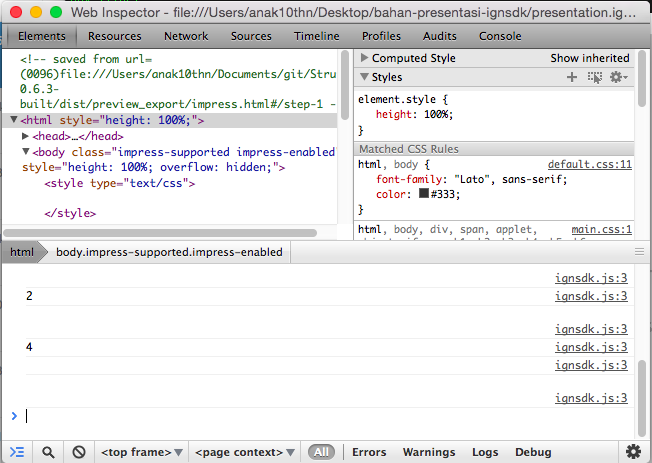 Web Inspector - file:///Users/anak10thn/Desktop/bahan-presentasi-ignsdk/presentation.ig...
Elements Resources Network Sources Timeline Profiles Audits Console
<!-- saved from url=
(0096)file:///Users/anak10thn/Documents/git/Stru
0.6.3-
built/dist/preview_export/impress.html#/step-1 -
▼<html style="height: 100%;">
▶<head>…</head>
▼<body class="impress-supported impress-enabled"
style="height: 100%; overflow: hidden;">
<style type="text/css">
</style>
▶ Computed Style Show inherited
▼ Styles
element.style {
height: 100%;
}
Matched CSS Rules
html, body { default.css:11
font-family: "Lato", sans-serif;
color: #333;
}
html, body, div, span, applet, main.css:1
html body.impress-supported.impress-enabled
ignsdk.js:3
2 ignsdk.js:3
ignsdk.js:3
4 ignsdk.js:3
ignsdk.js:3
ignsdk.js:3
>
<top frame> ▼ <page context> ▼ All Errors Warnings Logs Debug